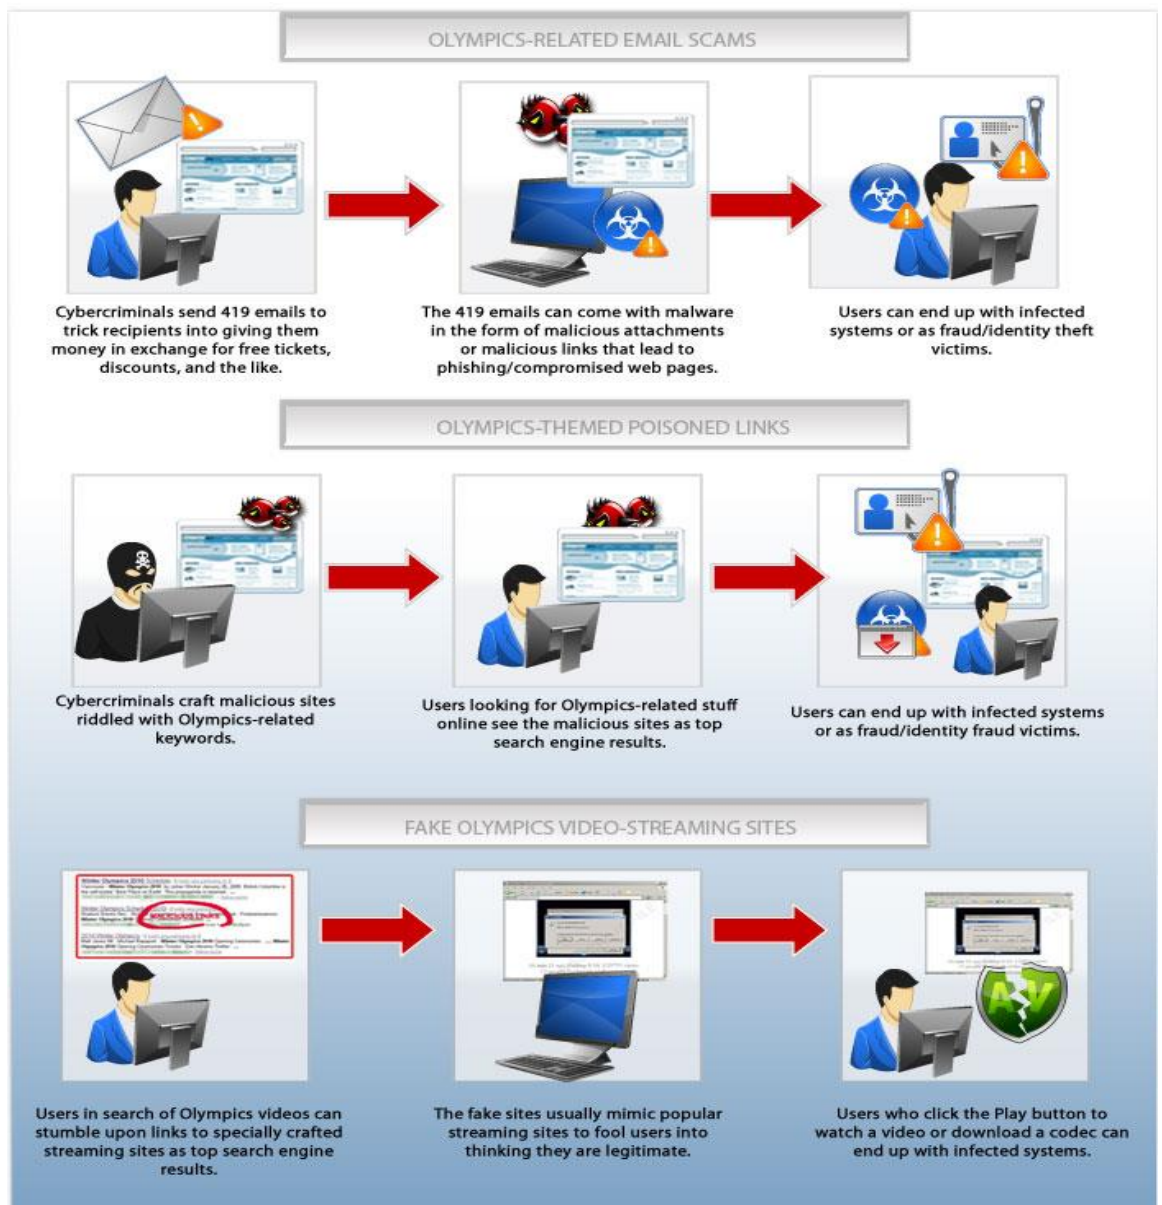 OLYMPICS-RELATED EMAIL SCAMS
Cybercriminals send 419 emails to
trick recipients into giving them
money in exchange for free tickets,
discounts, and the like.
The 419 emails can come with malware
in the form of malicious attachments
or malicious links that lead to
phishing/compromised web pages.
Users can end up with infected
systems or as fraud/identity theft
victims.
OLYMPICS-THEMED POISONED LINKS
Cybercriminals craft malicious sites
riddled with Olympics-related
keywords.
Users looking for Olympics-related stuff
online see the malicious sites as top
search engine results.
Users can end up with infected systems
or as fraud/identity fraud victims.
FAKE OLYMPICS VIDEO-STREAMING SITES
Winter Olympics 2010
MALICIOUS LINKS
2010 Winter Olympics
AV
Users in search of Olympics videos can
stumble upon links to specially crafted
streaming sites as top search engine
results.
The fake sites usually mimic popular
streaming sites to fool users into
thinking they are legitimate.
Users who click the Play button to
watch a video or download a codec can
end up with infected systems.